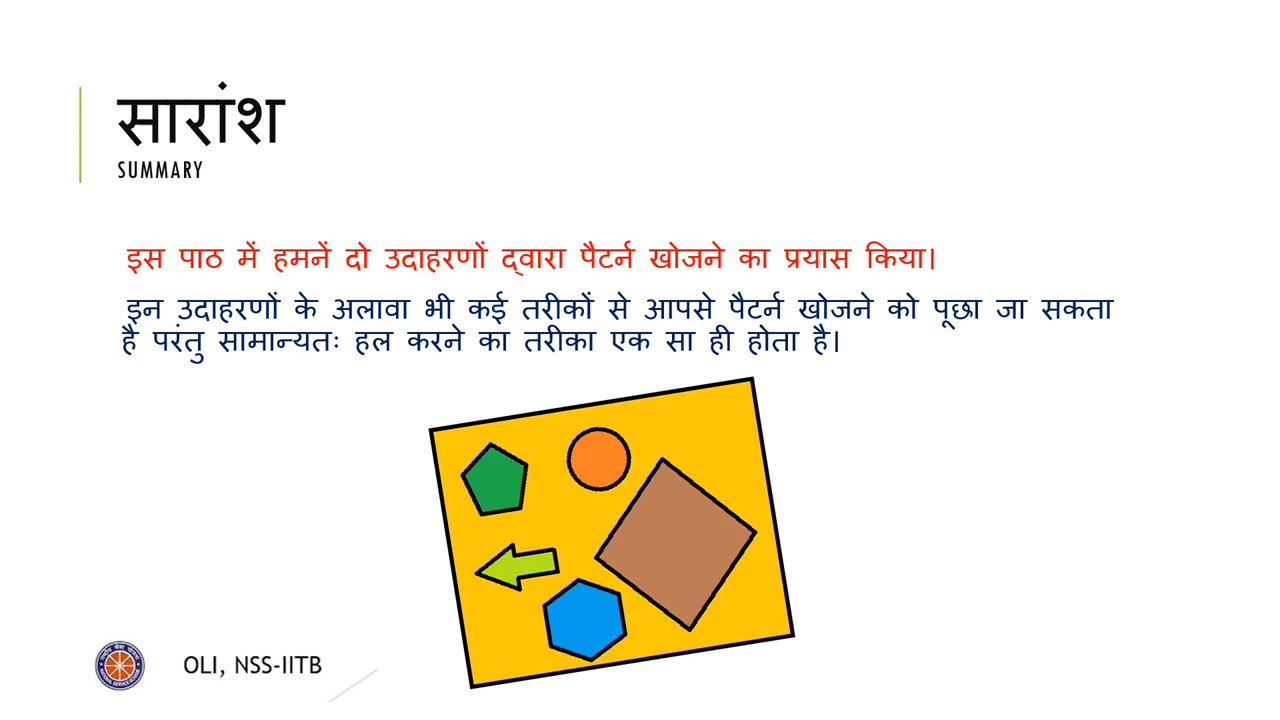 सारांश
SUMMARY
इस पाठ में हमनें दो उदाहरणों द्वारा पैटर्न खोजने का प्रयास किया।
इन उदाहरणों के अलावा भी कई तरीकों से आपसे पैटर्न खोजने को पूछा जा सकता
है परंतु सामान्यतः हल करने का तरीका एक सा ही होता है।
OLI, NSS-IITB